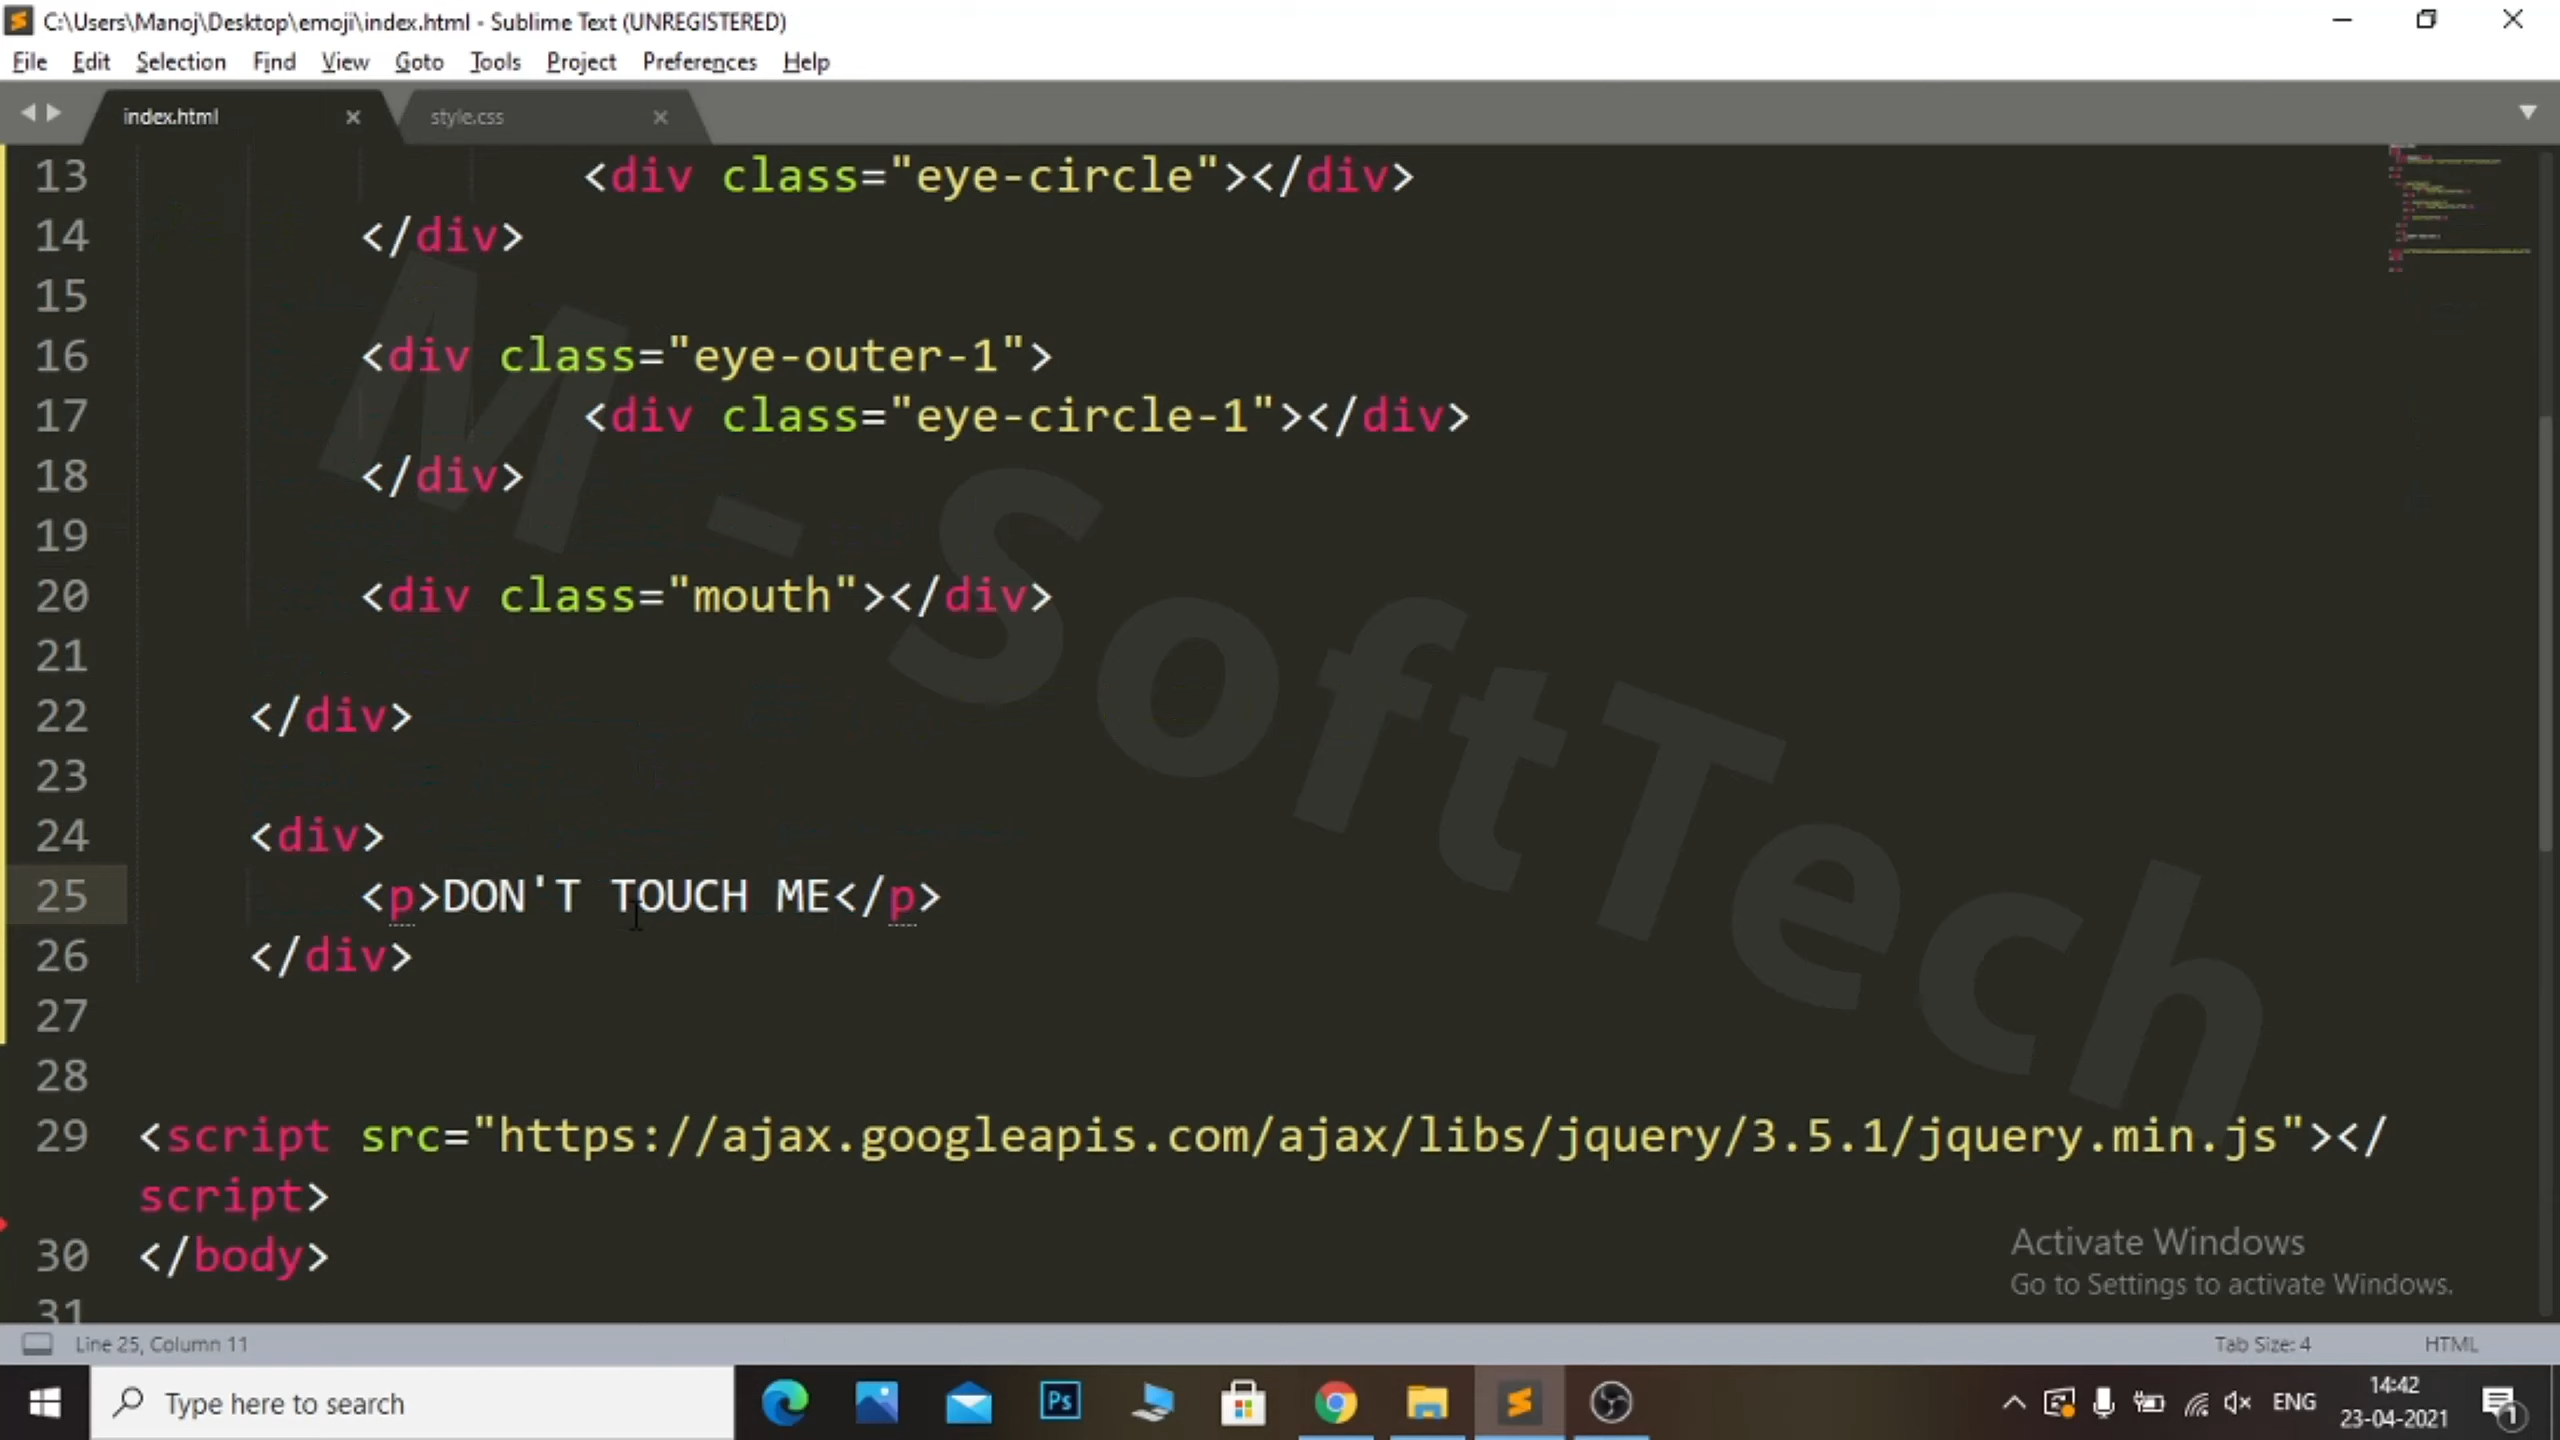 C:\Users\Manoj\Desktop\emoji\index.html - Sublime Text (UNREGISTERED)
File Edit Selection Find View Goto Tools Project Preferences Help
index.html style.css
13 <div class="eye-circle"></div>
14 </div>
15
16 <div class="eye-outer-1">
17 <div class="eye-circle-1"></div>
18 </div>
19
20 <div class="mouth"></div>
21
22 </div>
23
24 <div>
25 <p>DON'T TOUCH ME</p>
26 </div>
27
28
29 <script src="https://ajax.googleapis.com/ajax/libs/jquery/3.5.1/jquery.min.js"></
script>
30 </body>
31
M - SoftTech
Activate Windows
Go to Settings to activate Windows.
Line 25, Column 11 Tab Size: 4 HTML
Type here to search Ps ENG 14:42
23-04-2021 1